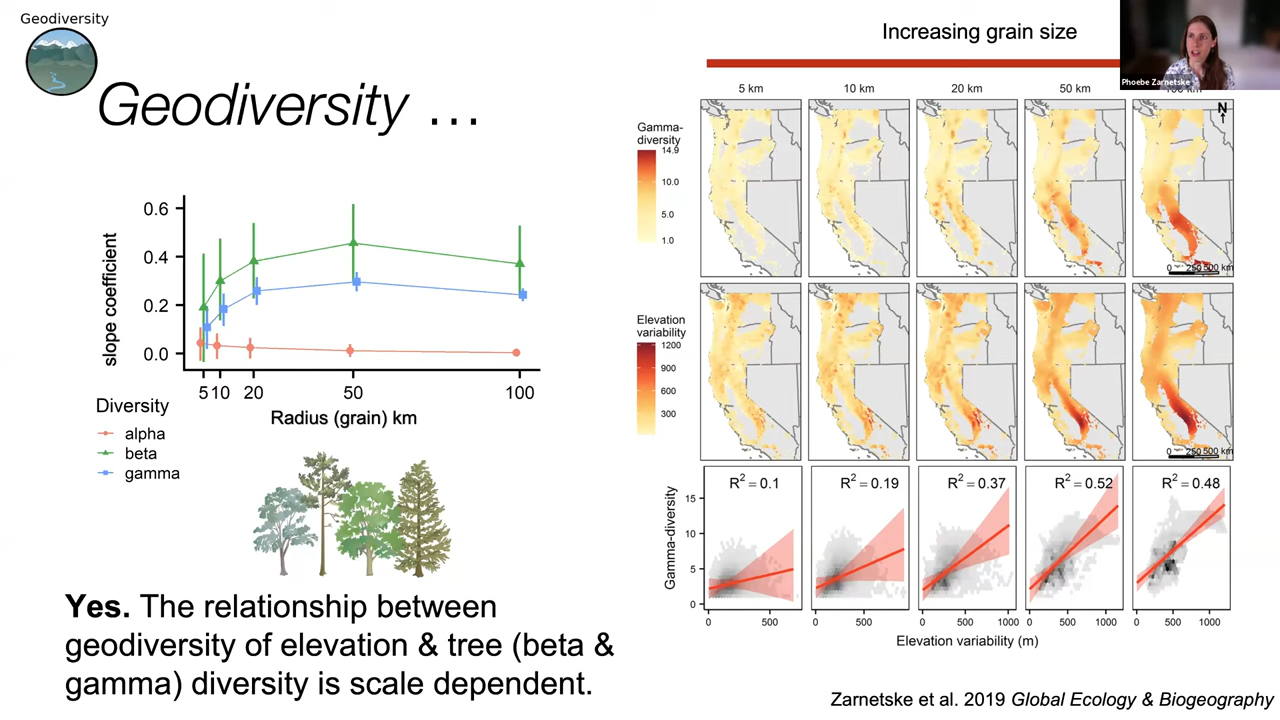 Geodiversity
Geodiversity …
slope coefficient
0.6
0.4
0.2
0.0
5 10 20 50 100
Radius (grain) km
Diversity
alpha
beta
gamma
Yes. The relationship between
geodiversity of elevation & tree (beta &
gamma) diversity is scale dependent.
Increasing grain size
Phoebe Zarnetske
5 km 10 km 20 km 50 km
N
Gamma-
diversity
14.9
10.0
5.0
1.0
0 250 500 km
Elevation
variability
1200
900
600
300
0 250 500 km
R² = 0.1 R² = 0.19 R² = 0.37 R² = 0.52 R² = 0.48
Gamma-diversity
15
10
5
0
0 500 0 500 0 500 1000 0 500 1000 0 500 1000
Elevation variability (m)
Zarnetske et al. 2019 Global Ecology & Biogeography